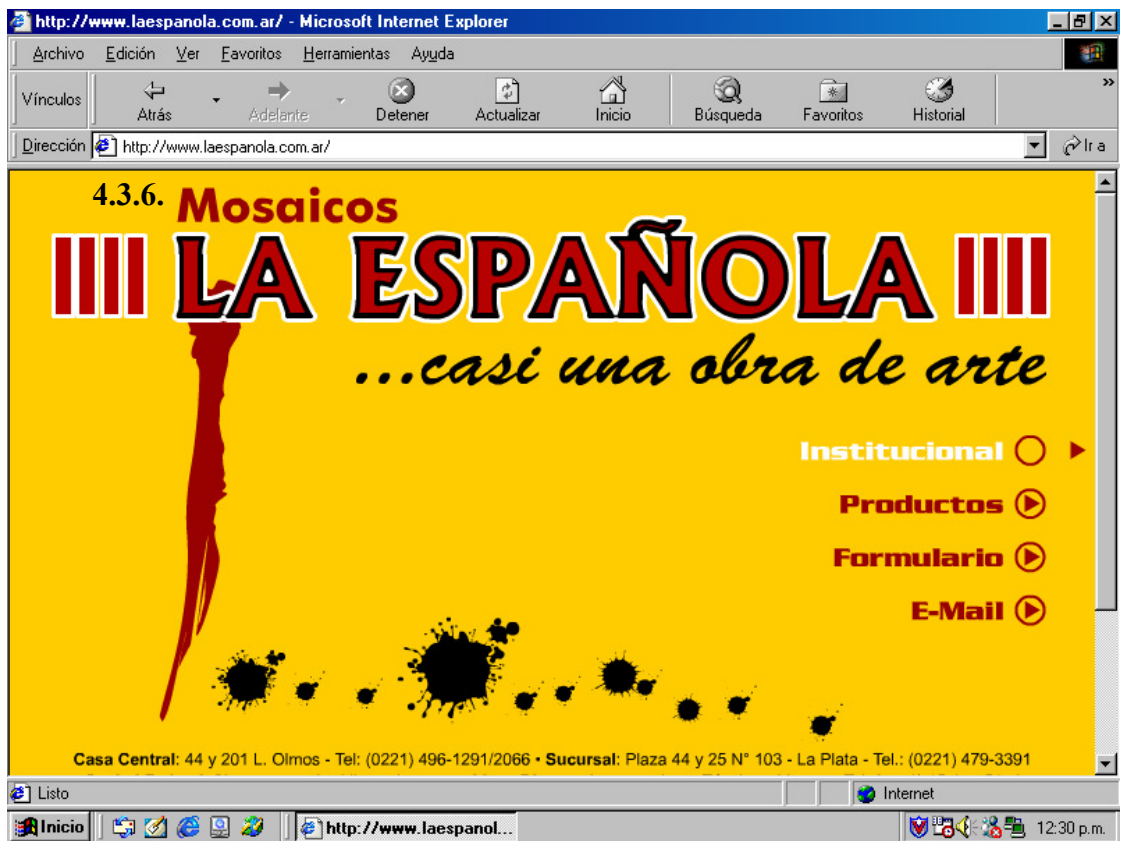 http://www.laespanola.com.ar/ - Microsoft Internet Explorer
Archivo Edición Ver Favoritos Herramientas Ayuda
Vínculos Atrás Adelante Detener Actualizar Inicio Búsqueda Favoritos Historial »
Dirección http://www.laespanola.com.ar/ Ir a
4.3.6. Mosaicos
LA ESPAÑOLA
...casi una obra de arte
Institucional
Productos
Formulario
E-Mail
Casa Central: 44 y 201 L. Olmos - Tel: (0221) 496-1291/2066 • Sucursal: Plaza 44 y 25 N° 103 - La Plata - Tel.: (0221) 479-3391
Listo Internet
Inicio http://www.laespanol... 12:30 p.m.